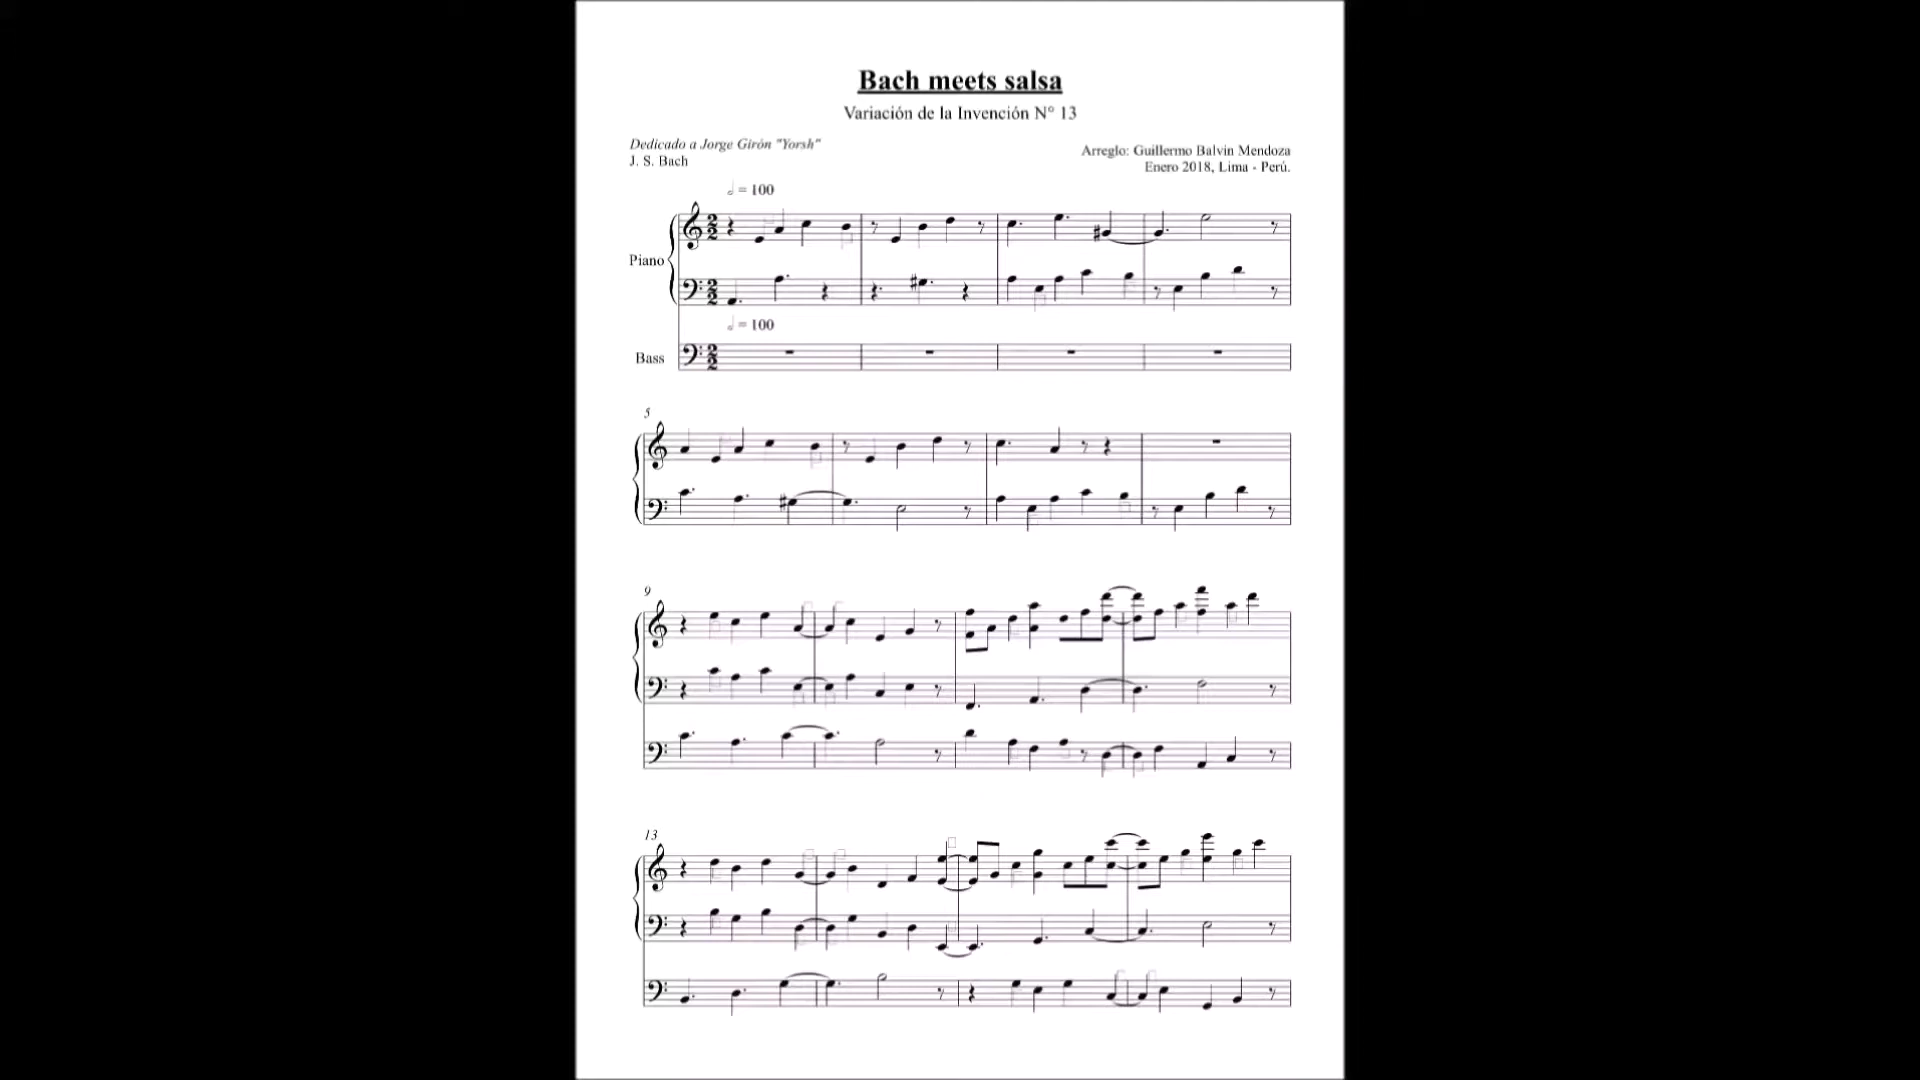 Bach meets salsa
Variación de la Invención N° 13
Dedicado a Jorge Girón "Yorsh"
J. S. Bach
Arreglo: Guillermo Balvin Mendoza
Enero 2018, Lima - Perú.
= 100
Piano
= 100
Bass
5
9
13